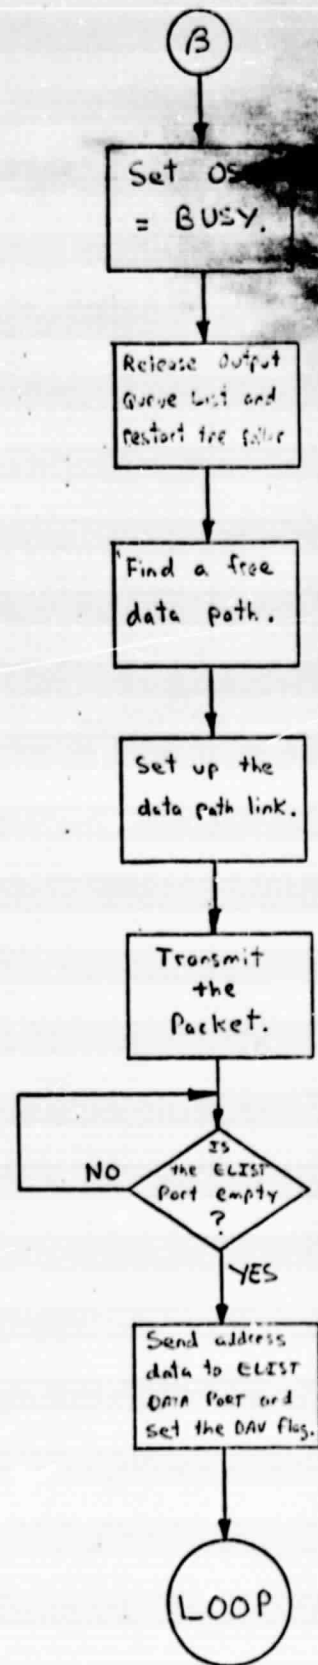 B
Set OS
= BUSY.
Release Output
Queue List and
restart the
Find a free
data path.
Set up the
data path link.
Transmit
the
Packet.
Is
the ELIST
Port empty
?
NO
YES
Send address
data to ELIST
DATA PORT and
set the DAV flag.
LOOP